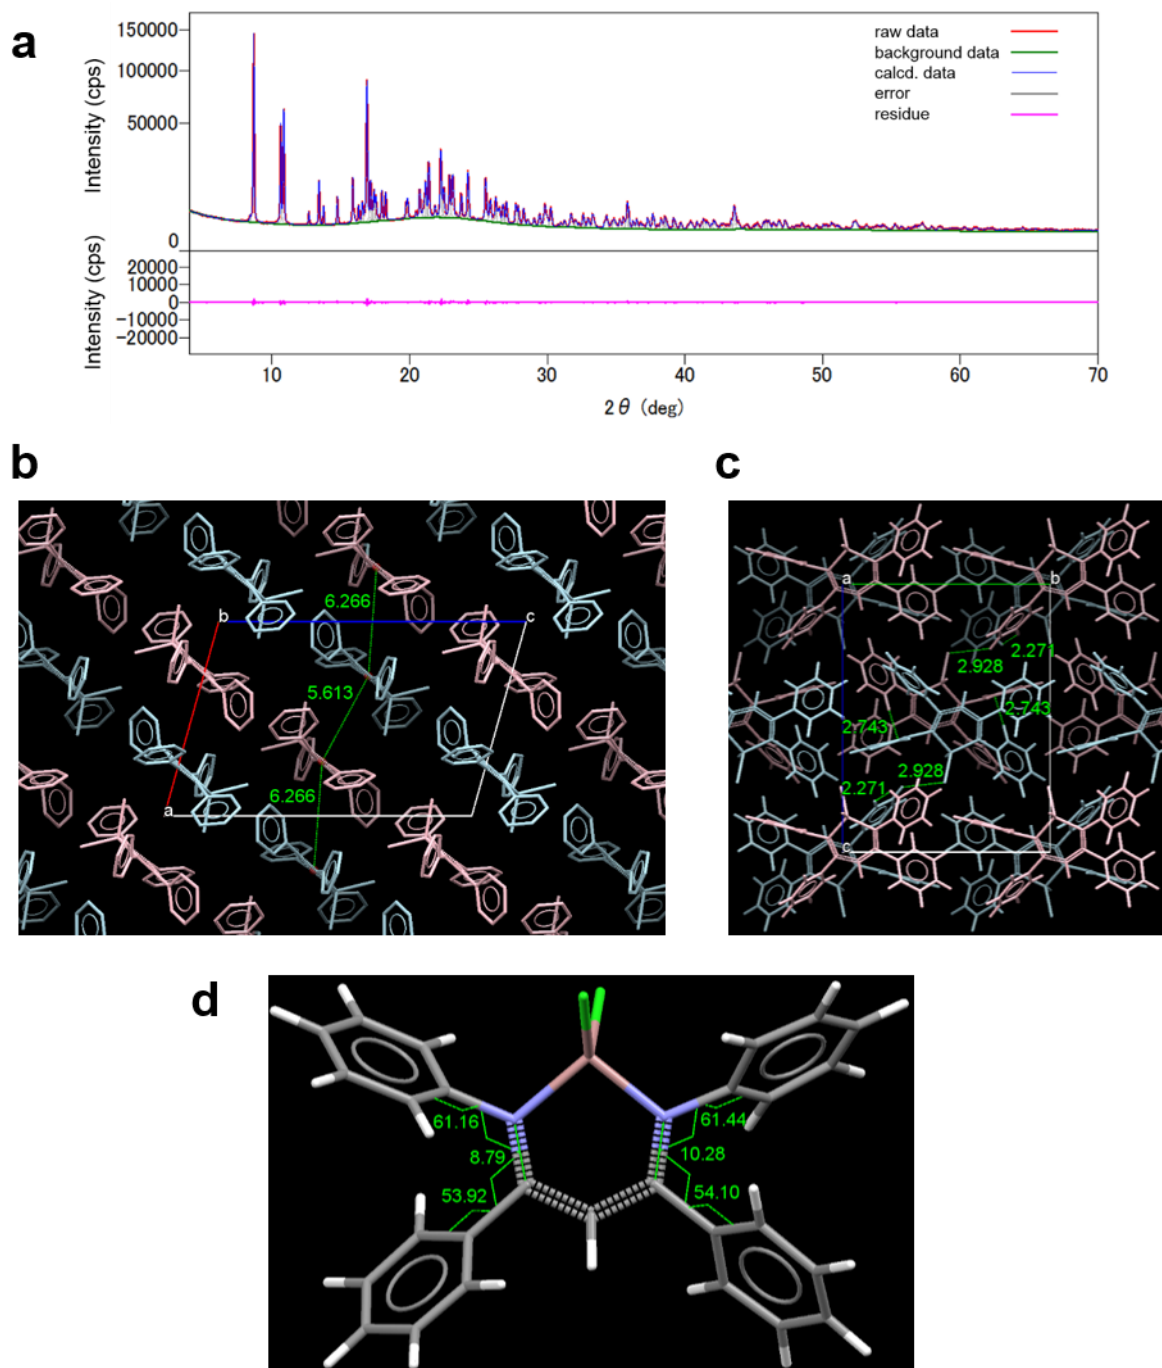 a
Intensity (cps)
150000
100000
50000
0
raw data
background data
calcd. data
error
residue
Intensity (cps)
20000
10000
0
-10000
-20000
10
20
30
40
50
60
70
2θ (deg)
b
c
6.266
b
c
5.613
6.266
a
a
b
2.271
2.928
2.743
2.743
2.928
2.271
c
d
61.16
61.44
8.79
10.28
53.92
54.10